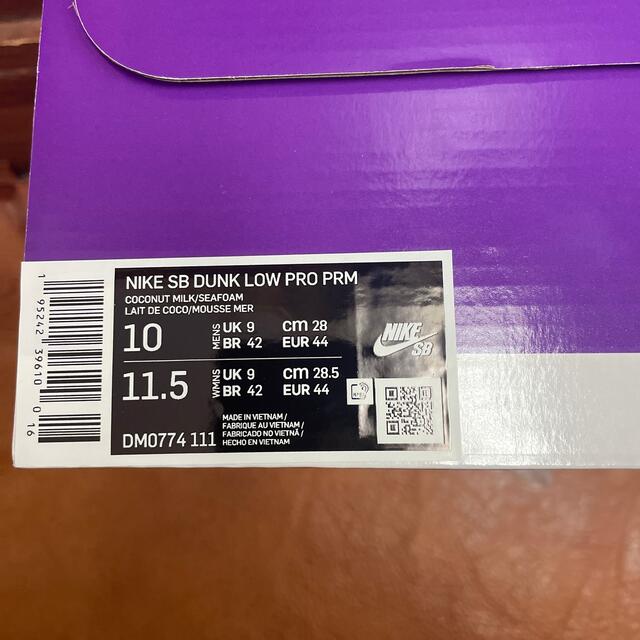 NIKE SB DUNK LOW PRO PRM
COCONUT MILK/SEAFOAM
LAIT DE COCO/MOUSSE MER
10 MENS UK 9 CM 28
BR 42 EUR 44
11.5 WMNS UK 9 CM 28.5
BR 42 EUR 44
DM0774 111
MADE IN VIETNAM /
FABRIQUE AU VIETNAM /
FABRICADO NO VIETNÃ /
HECHO EN VIETNAM
NIKE
SB
1 95242 39610 0 16